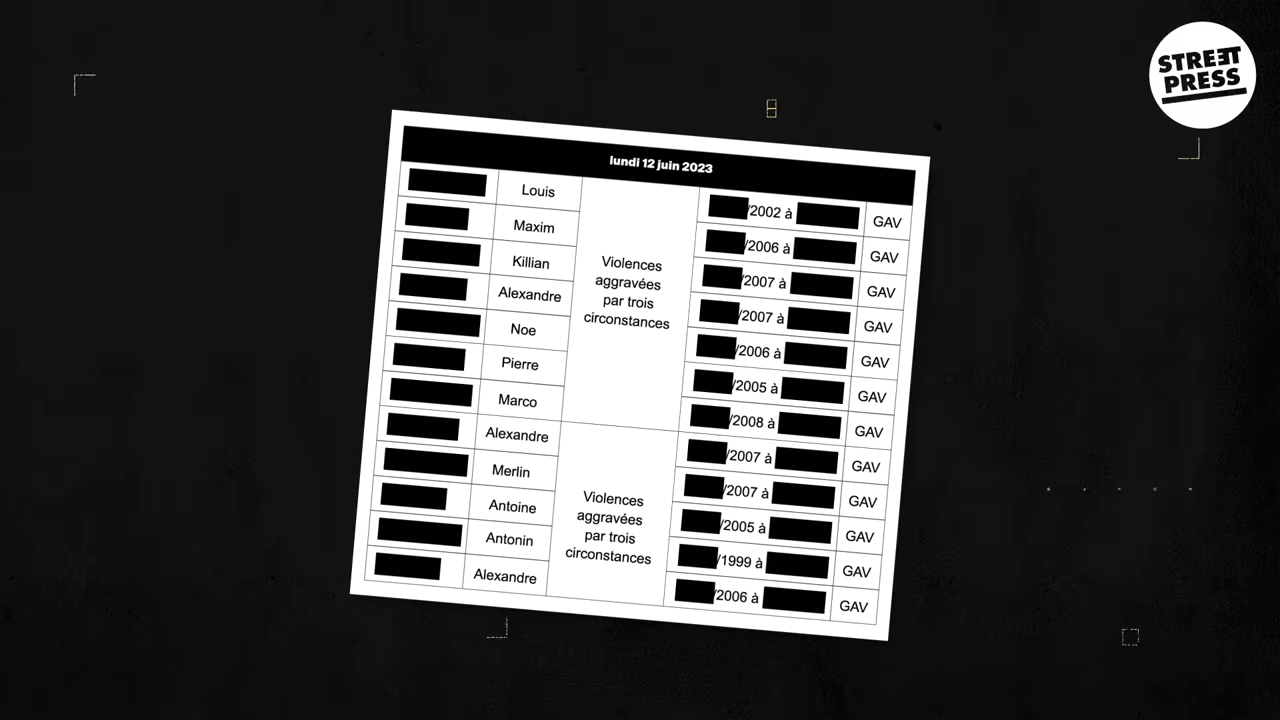 STREET
PRESS
lundi 12 juin 2023
Louis
/2002 à
GAV
Maxim
/2006 à
GAV
Killian
/2007 à
GAV
Alexandre
/2007 à
GAV
Noe
/2006 à
GAV
Pierre
/2005 à
GAV
Marco
/2008 à
GAV
Violences
aggravées
par trois
circonstances
Alexandre
/2007 à
GAV
Merlin
/2007 à
GAV
Antoine
/2005 à
GAV
Antonin
/1999 à
GAV
Alexandre
/2006 à
GAV
Violences
aggravées
par trois
circonstances